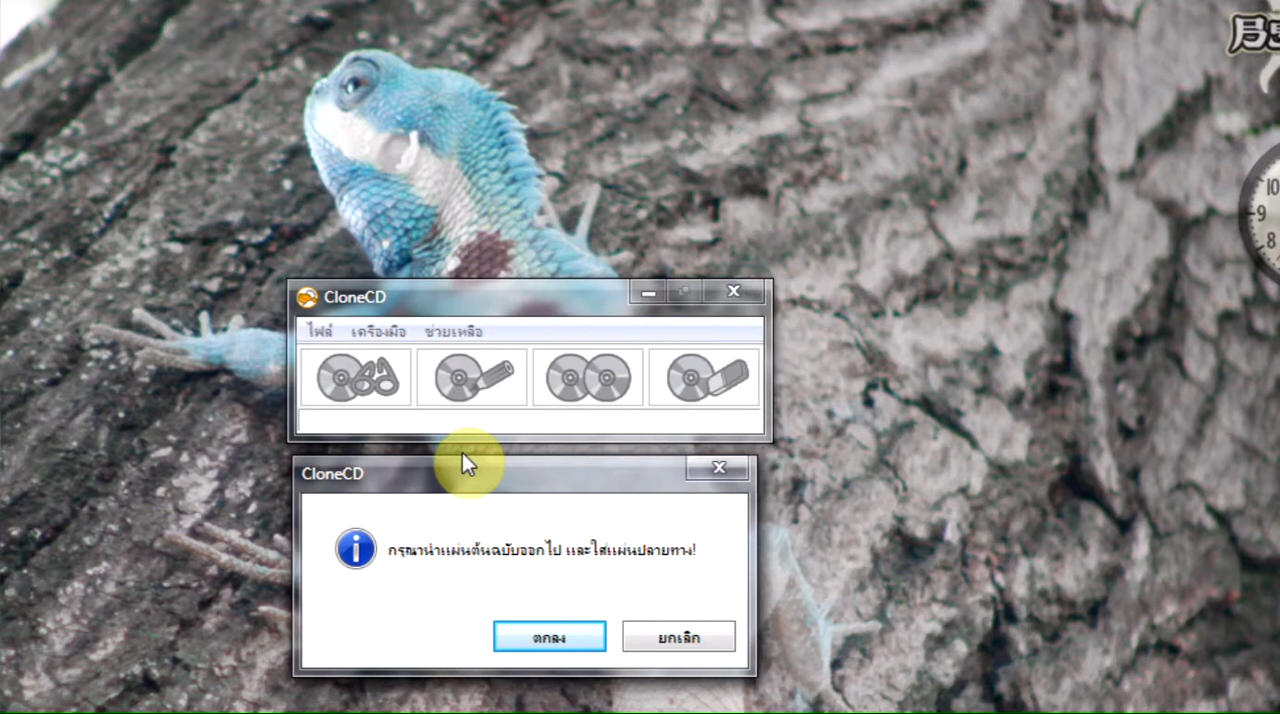 CloneCD
ไฟล์ เครื่องมือ ช่วยเหลือ
CloneCD
กรุณานำแผ่นต้นฉบับออกไป และใส่แผ่นปลายทาง!
ตกลง ยกเลิก
10
9
8